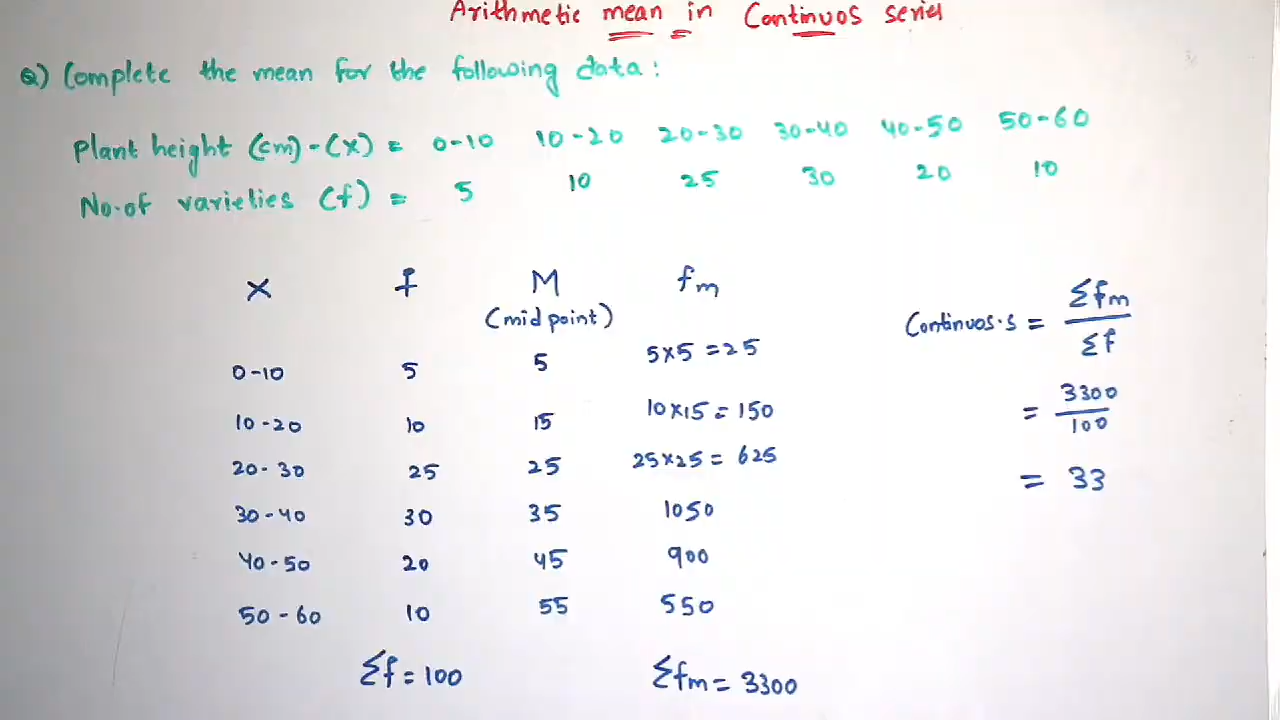 Arithmetic mean in Continuos series
Q) Complete the mean for the following data:
Plant height (cm)-(x) = 0-10 10-20 20-30 30-40 40-50 50-60
No.of varieties (f) = 5 10 25 30 20 10
x f M fm
(midpoint)
0-10 5 5 5x5 =25
10-20 10 15 10x15 = 150
20-30 25 25 25x25 = 625
30-40 30 35 1050
40-50 20 45 900
50-60 10 55 550
Σf = 100 Σfm = 3300
Continuos.s = Σfm / Σf
= 3300 / 100
= 33